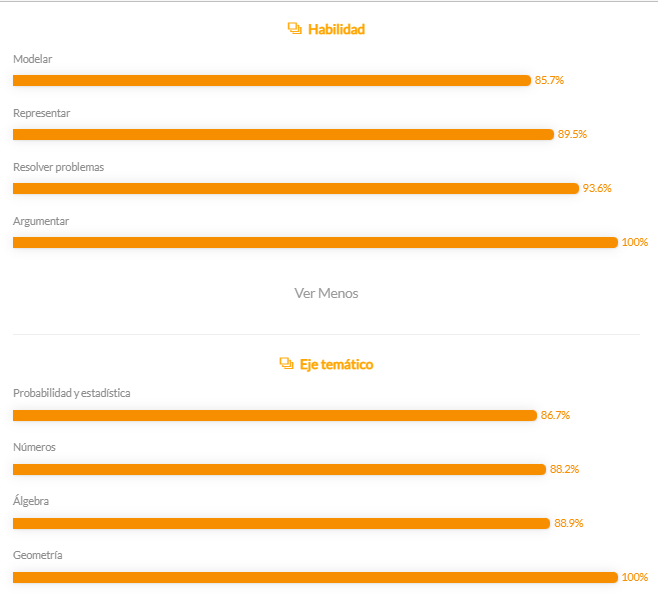 Habilidad
Modelar
85.7%
Representar
89.5%
Resolver problemas
93.6%
Argumentar
100%
Ver Menos
Eje temático
Probabilidad y estadística
86.7%
Números
88.2%
Álgebra
88.9%
Geometría
100%